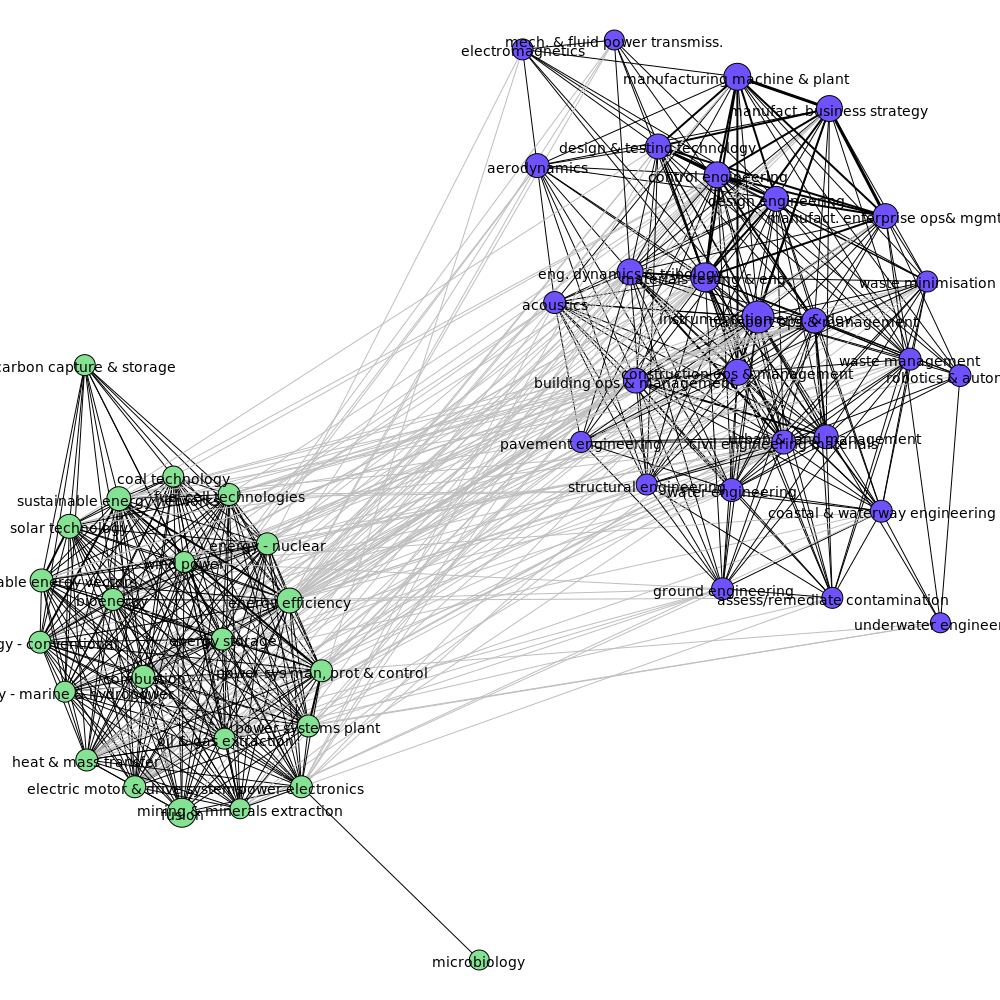 mech. & fluid power transmiss.
electromagnetics
manufacturing machine & plant
manufact. business strategy
design & testing technology
aerodynamics
control engineering
design engineering
manufact. enterprise ops& mgmt
eng. dynamics & tribology
materials testing & eng.
waste minimisation
acoustics
instrumentation eng. & dev.
transport ops & management
waste management
carbon capture & storage
construction ops & management
robotics & autom
building ops & management
urban & land management
pavement engineering
civil engineering materials
coal technology
structural engineering
water engineering
sustainable energy
fuel cell technologies
coastal & waterway engineering
solar technology
energy - nuclear
wind power
able energy vectors
ground engineering
bioenergy
energy efficiency
assess/remediate contamination
underwater engineer
energy storage
gy - conventional
power sys man, prot & control
combustion
y - marine & hydropower
power systems plant
oil & gas extraction
heat & mass transfer
electric motor & drive systems
power electronics
mining & minerals extraction
fusion
microbiology